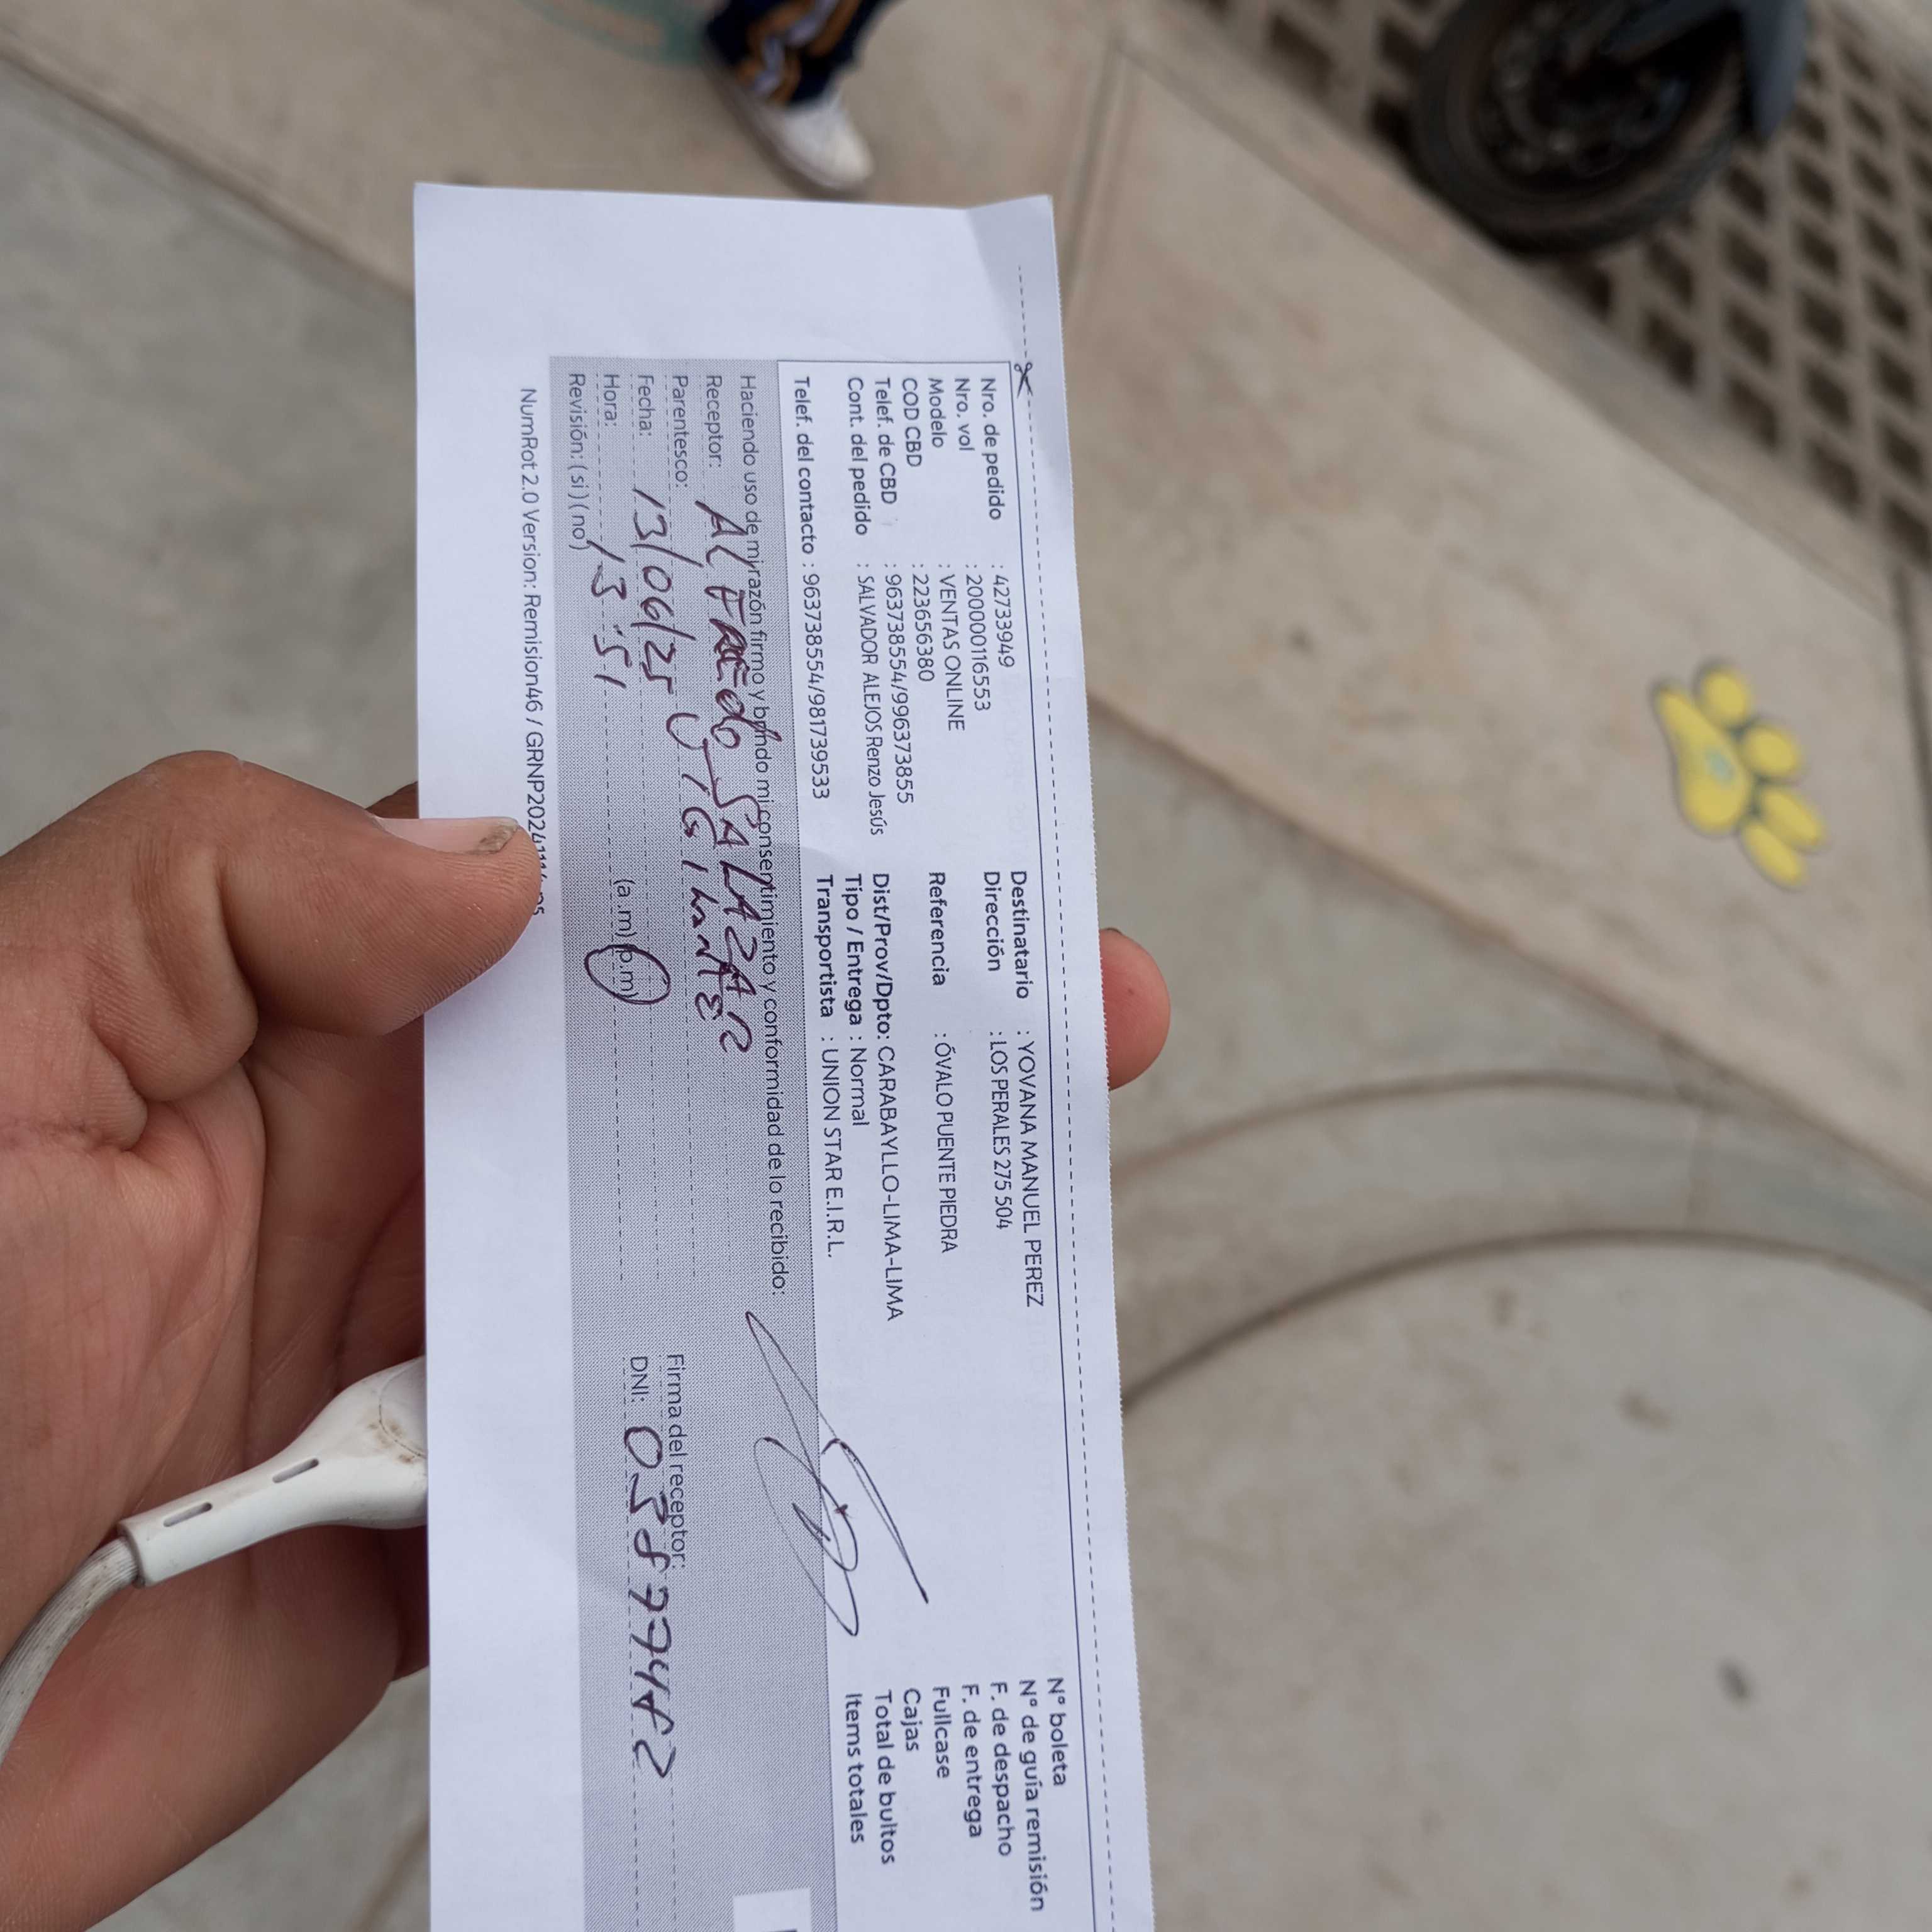 Nro. de pedido : 42733949
Nro. vol : 2000000116553
Modelo : VENTAS ONLINE
COD CBD : 223656380
Telef. de CBD : 963738554/996373855
Cont. del pedido : SALVADOR ALEJOS Renzo Jesús
Telef. del contacto : 963738554/981739533
Destinatario : YOVANA MANUEL PEREZ
Dirección : LOS PERALES 275 504
Referencia : ÓVALO PUENTE PIEDRA
Dist/Prov/Dpto: CARABAYLLO-LIMA-LIMA
Tipo / Entrega : Normal
Transportista : UNION STAR E.I.R.L.
N° boleta
N° de guía remisión
F. de despacho
F. de entrega
Fullcase
Cajas
Total de bultos
Items totales
Haciendo uso de mi razón firmo y brindo mi consentimiento y conformidad de lo recibido:
Receptor: ALFREDO SALAZAR
Parentesco: VIGILANTE
Fecha: 13/06/25
Hora: 13:51 (a.m) (p.m)
Revisión: (si) (no)
Firma del receptor:
DNI:
NumRot 2.0 Version: Remision46 /